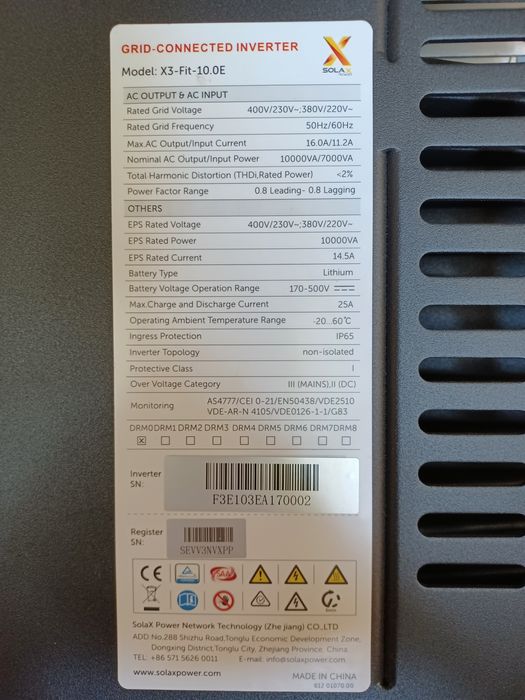 GRID-CONNECTED INVERTER
SOLAX
POWER
Model: X3-Fit-10.0E
AC OUTPUT & AC INPUT
Rated Grid Voltage 400V/230V~;380V/220V~
Rated Grid Frequency 50Hz/60Hz
Max.AC Output/Input Current 16.0A/11.2A
Nominal AC Output/Input Power 10000VA/7000VA
Total Harmonic Distortion (THDi,Rated Power) <2%
Power Factor Range 0.8 Leading- 0.8 Lagging
OTHERS
EPS Rated Voltage 400V/230V~;380V/220V~
EPS Rated Power 10000VA
EPS Rated Current 14.5A
Battery Type Lithium
Battery Voltage Operation Range 170-500V
Max.Charge and Discharge Current 25A
Operating Ambient Temperature Range -20...60℃
Ingress Protection IP65
Inverter Topology non-isolated
Protective Class I
Over Voltage Category III (MAINS),II (DC)
Monitoring AS4777/CEI 0-21/EN50438/VDE2510
VDE-AR-N 4105/VDE0126-1-1/G83
DRM0 DRM1 DRM2 DRM3 DRM4 DRM5 DRM6 DRM7 DRM8
Inverter
SN:
F3E103EA170002
Register
SN:
SEVV3NVXPP
CE
SolaX Power Network Technology (Zhe jiang) CO.,LTD
ADD:No.288 Shizhu Road,Tonglu Economic Development Zone,
Dongxing District,Tonglu City, Zhejiang Province, China.
TEL: +86 571 5626 0011 E-mail: info@solaxpower.com
www.solaxpower.com MADE IN CHINA